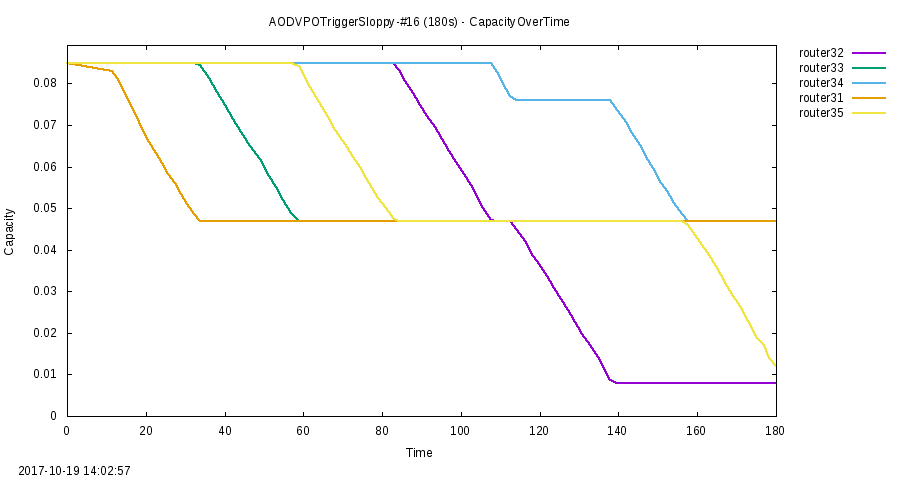 AODVPOTriggerSloppy-#16 (180s) - CapacityOverTime
router32
router33
router34
router31
router35
0.08
0.07
0.06
0.05
0.04
0.03
0.02
0.01
0
Capacity
0 20 40 60 80 100 120 140 160 180
Time
2017-10-19 14:02:57